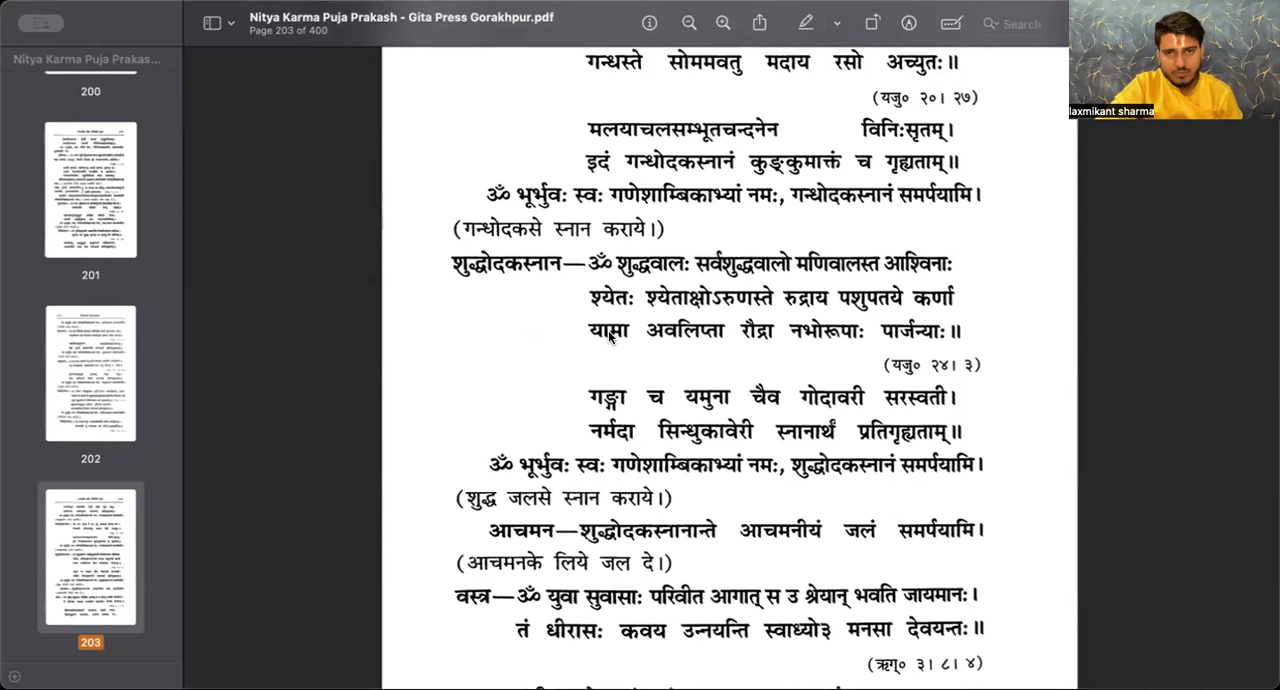 Nitya Karma Puja Prakash - Gita Press Gorakhpur.pdf
Page 203 of 400
Search
laxmikant sharma
Nitya Karma Puja Prakas...
200
201
202
203
गन्धस्ते सोममवतु मदाय रसो अच्युतः॥
(यजु० २०। २७)
मलयाचलसम्भूतचन्दनेन विनिःसृतम्।
इदं गन्धोदकस्नानं कुङ्कुमाक्तं च गृह्यताम्॥
ॐ भूर्भुवः स्वः गणेशाम्बिकाभ्यां नमः, गन्धोदकस्नानं समर्पयामि।
(गन्धोदकसे स्नान कराये।)
शुद्धोदकस्नान—ॐ शुद्धवालः सर्वशुद्धवालो मणिवालस्त आश्विनाः
श्येतः श्येताक्षोऽरुणस्ते रुद्राय पशुपतये कर्णा
यामा अवलिप्ता रौद्रा नभोरूपाः पार्जन्याः॥
(यजु० २४। ३)
गङ्गा च यमुना चैव गोदावरी सरस्वती।
नर्मदा सिन्धुकावेरी स्नानार्थं प्रतिगृह्यताम्॥
ॐ भूर्भुवः स्वः गणेशाम्बिकाभ्यां नमः, शुद्धोदकस्नानं समर्पयामि।
(शुद्ध जलसे स्नान कराये।)
आचमन—शुद्धोदकस्नानान्ते आचमनीयं जलं समर्पयामि।
(आचमनके लिये जल दे।)
वस्त्र—ॐ युवा सुवासाः परिवीत आगात् स उ श्रेयान् भवति जायमानः।
तं धीरासः कवय उन्नयन्ति स्वाध्यो३ मनसा देवयन्तः॥
(ऋग्० ३। ८। ४)